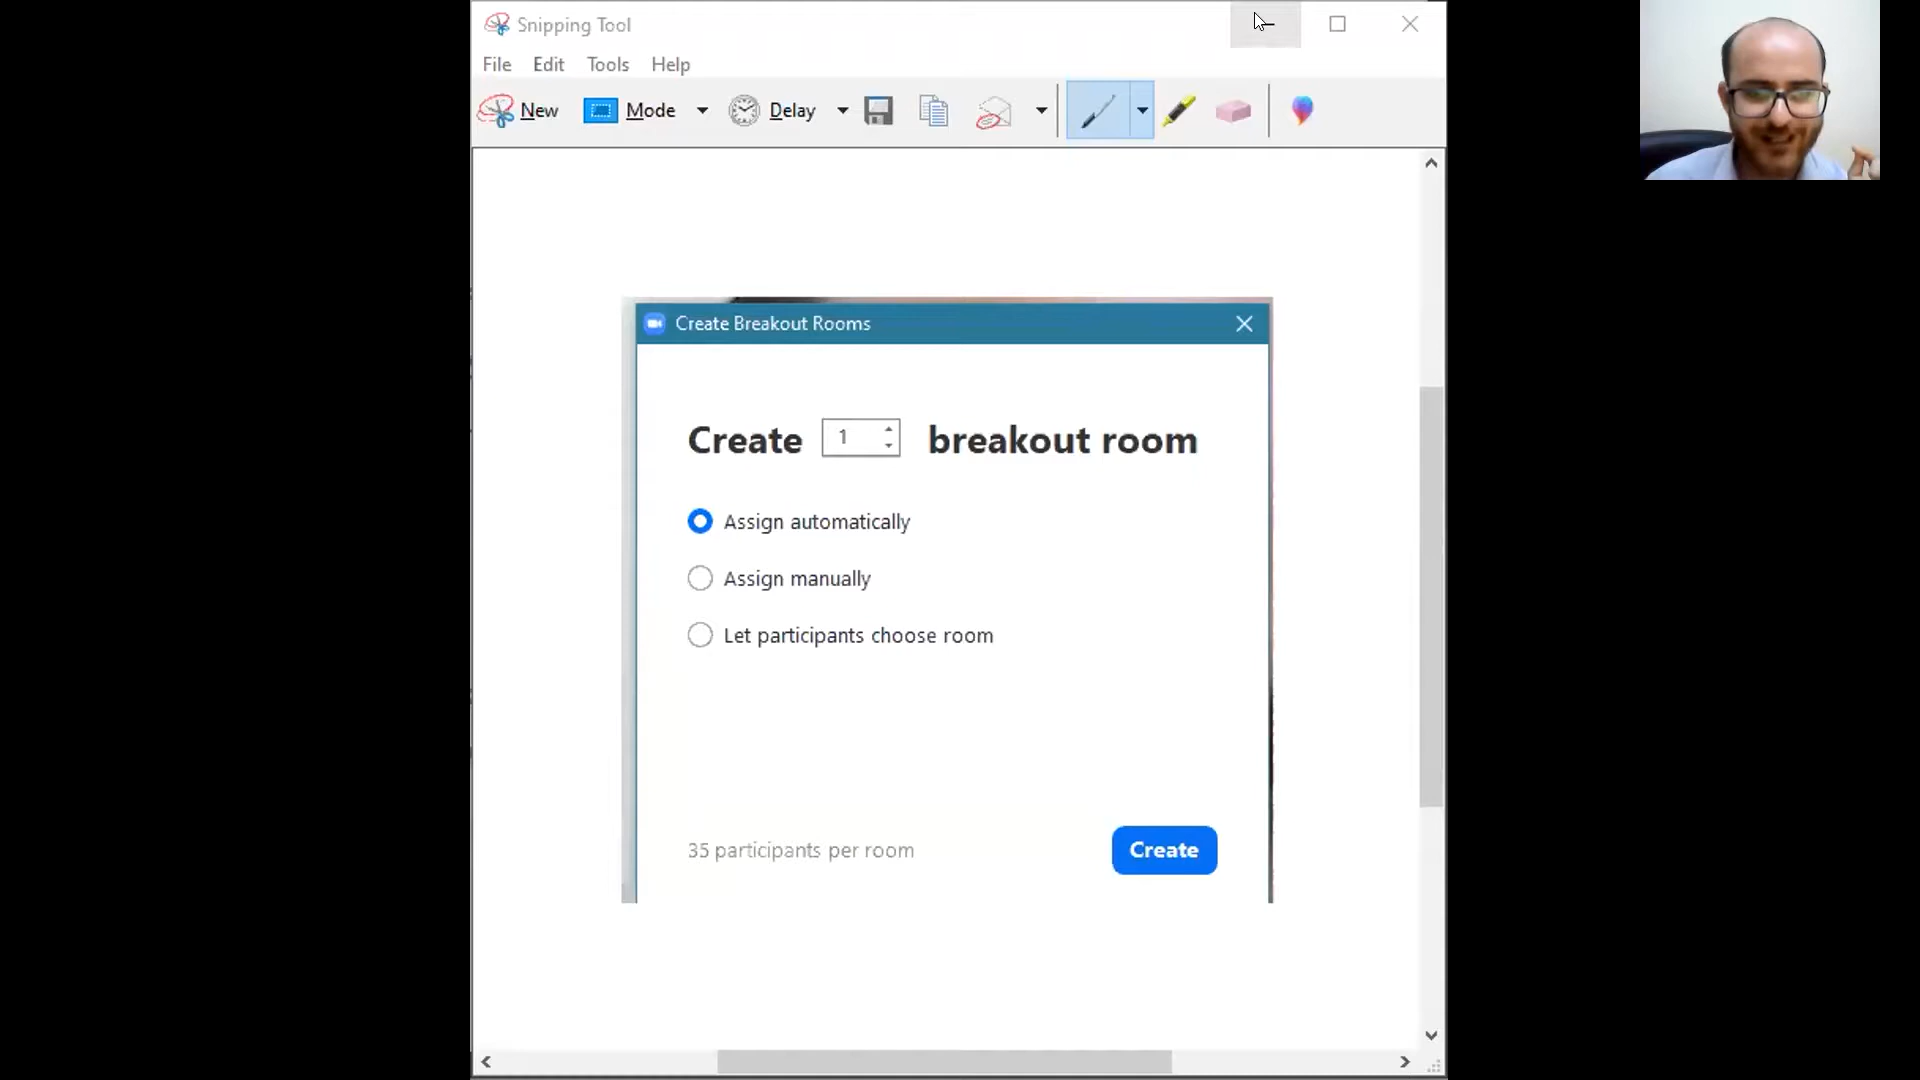 Snipping Tool
File Edit Tools Help
New Mode Delay
Create Breakout Rooms
Create 1 breakout room
Assign automatically
Assign manually
Let participants choose room
35 participants per room
Create